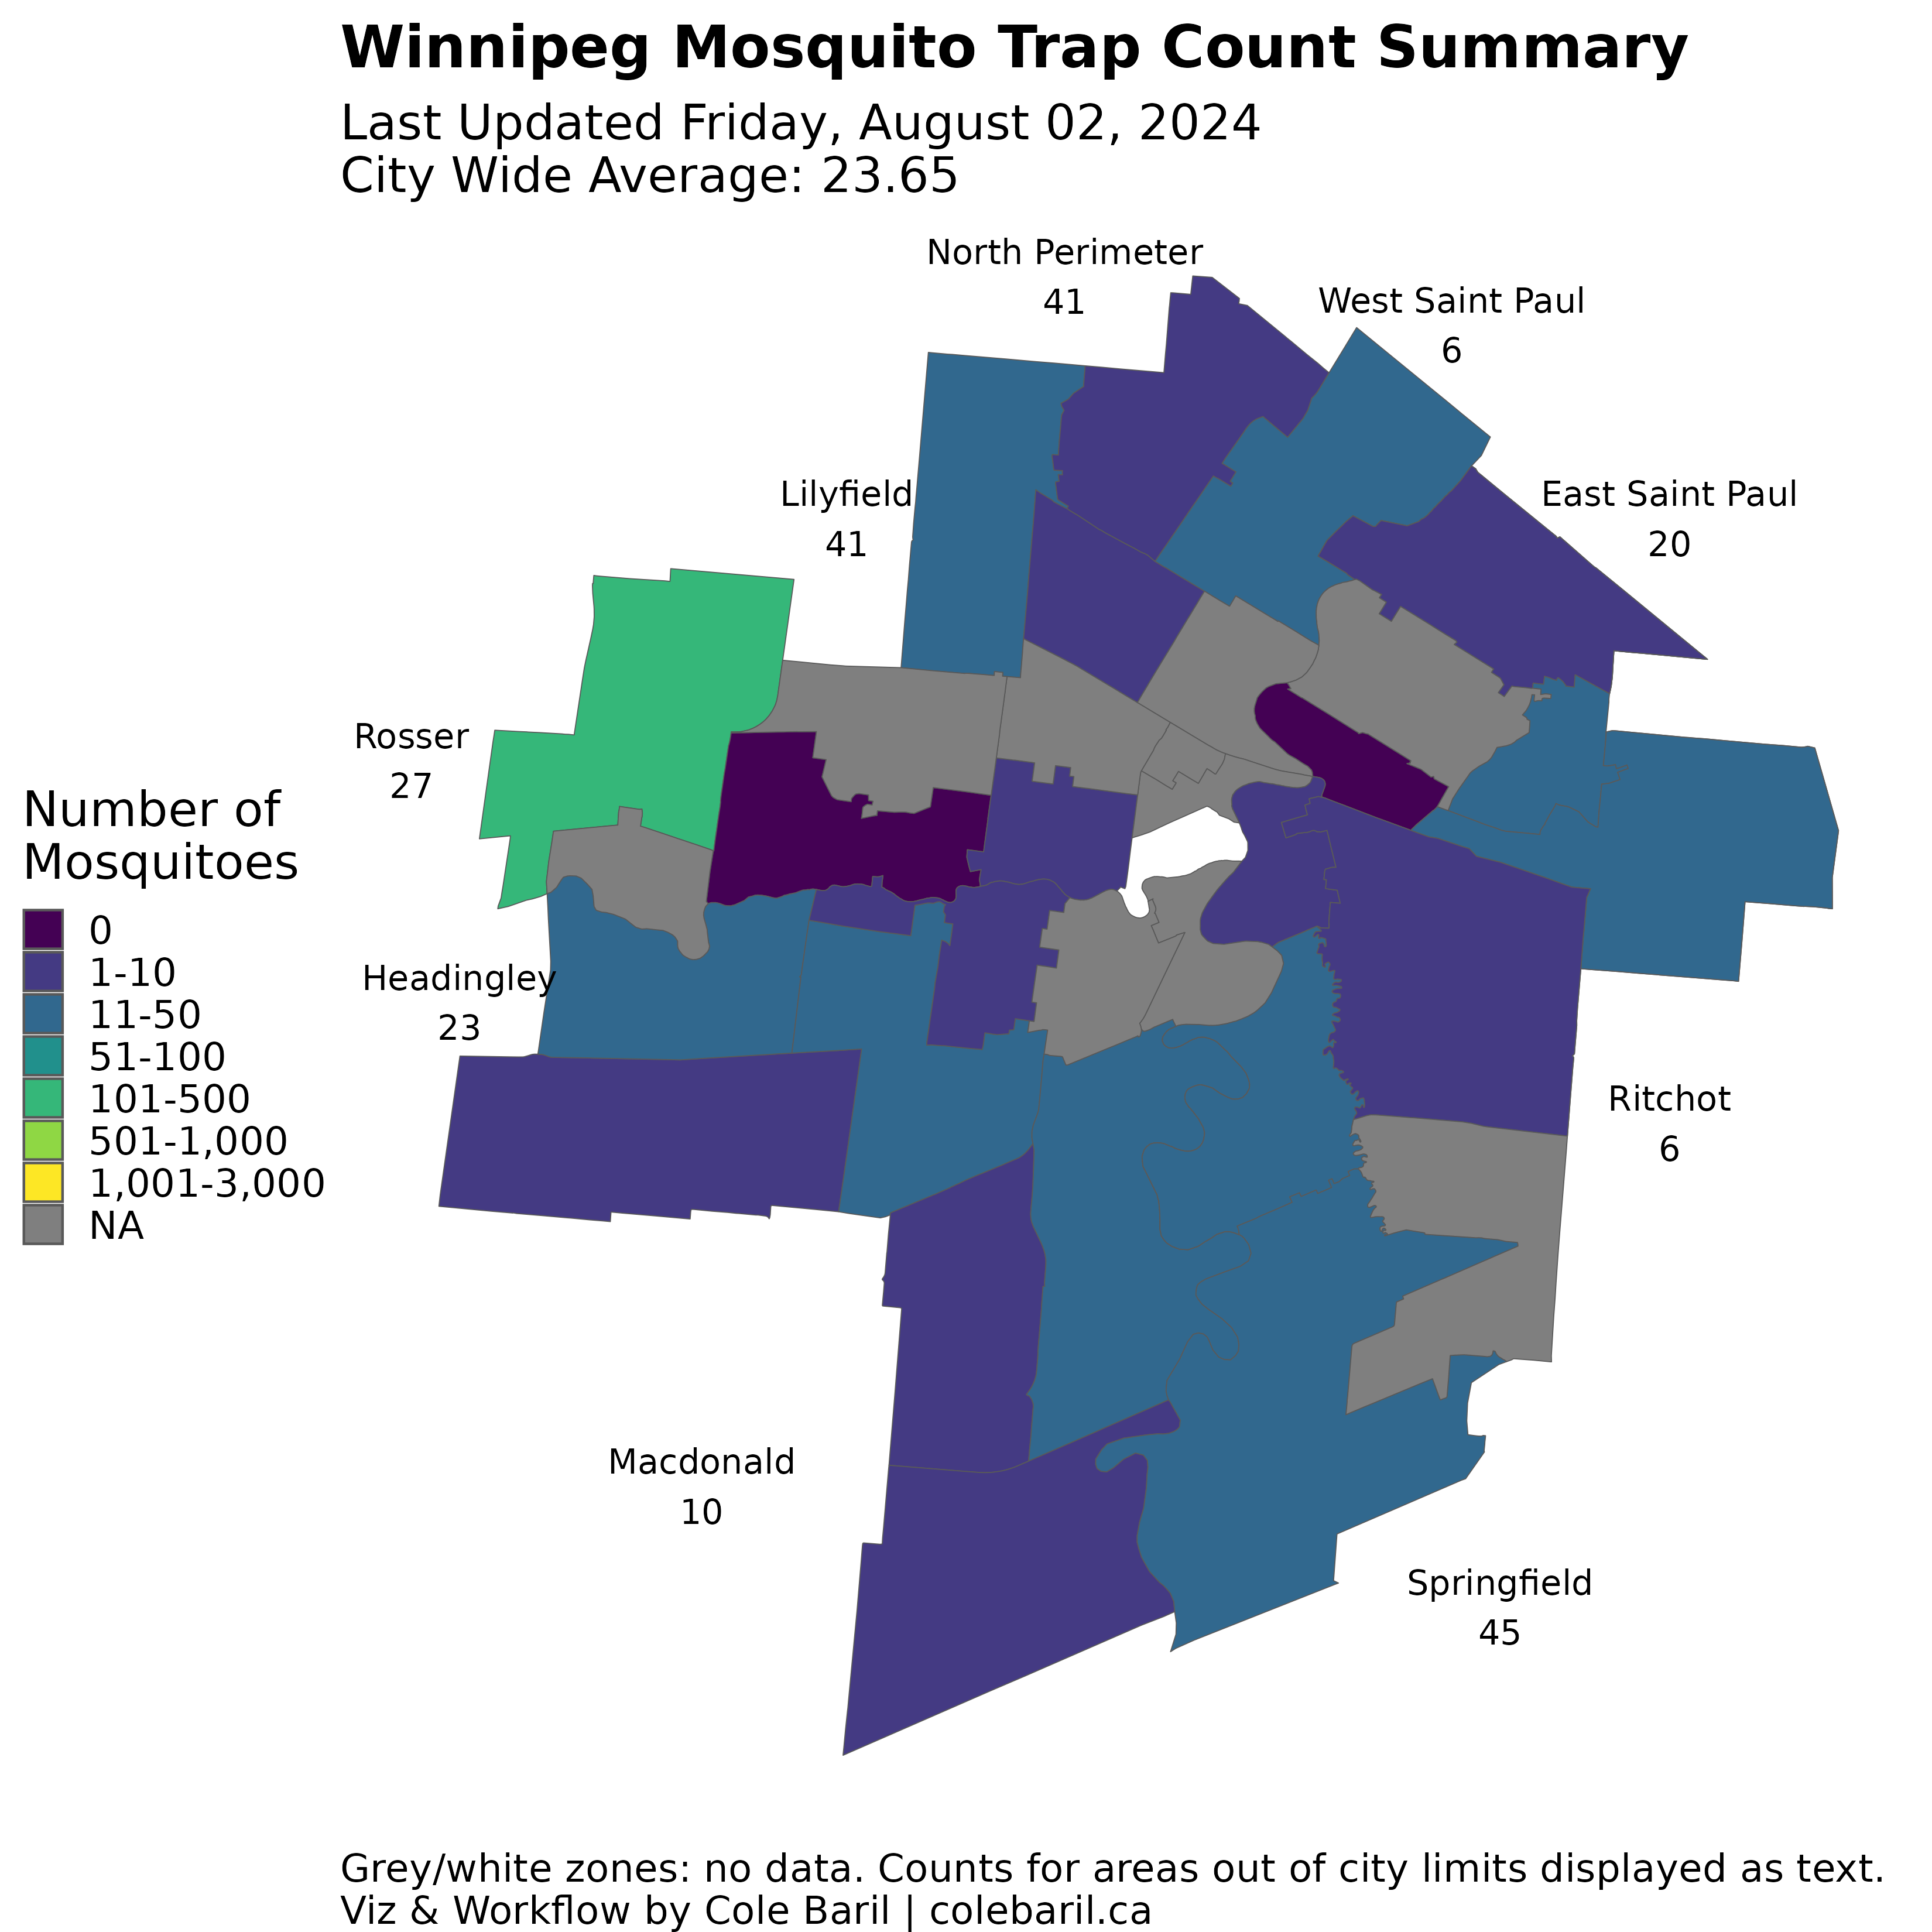 Winnipeg Mosquito Trap Count Summary
Last Updated Friday, August 02, 2024
City Wide Average: 23.65
North Perimeter
41
West Saint Paul
6
Lilyfield
41
East Saint Paul
20
Rosser
27
Number of
Mosquitoes
0
1-10
11-50
51-100
101-500
501-1,000
1,001-3,000
NA
Headingley
23
Ritchot
6
Macdonald
10
Springfield
45
Grey/white zones: no data. Counts for areas out of city limits displayed as text.
Viz & Workflow by Cole Baril | colebaril.ca